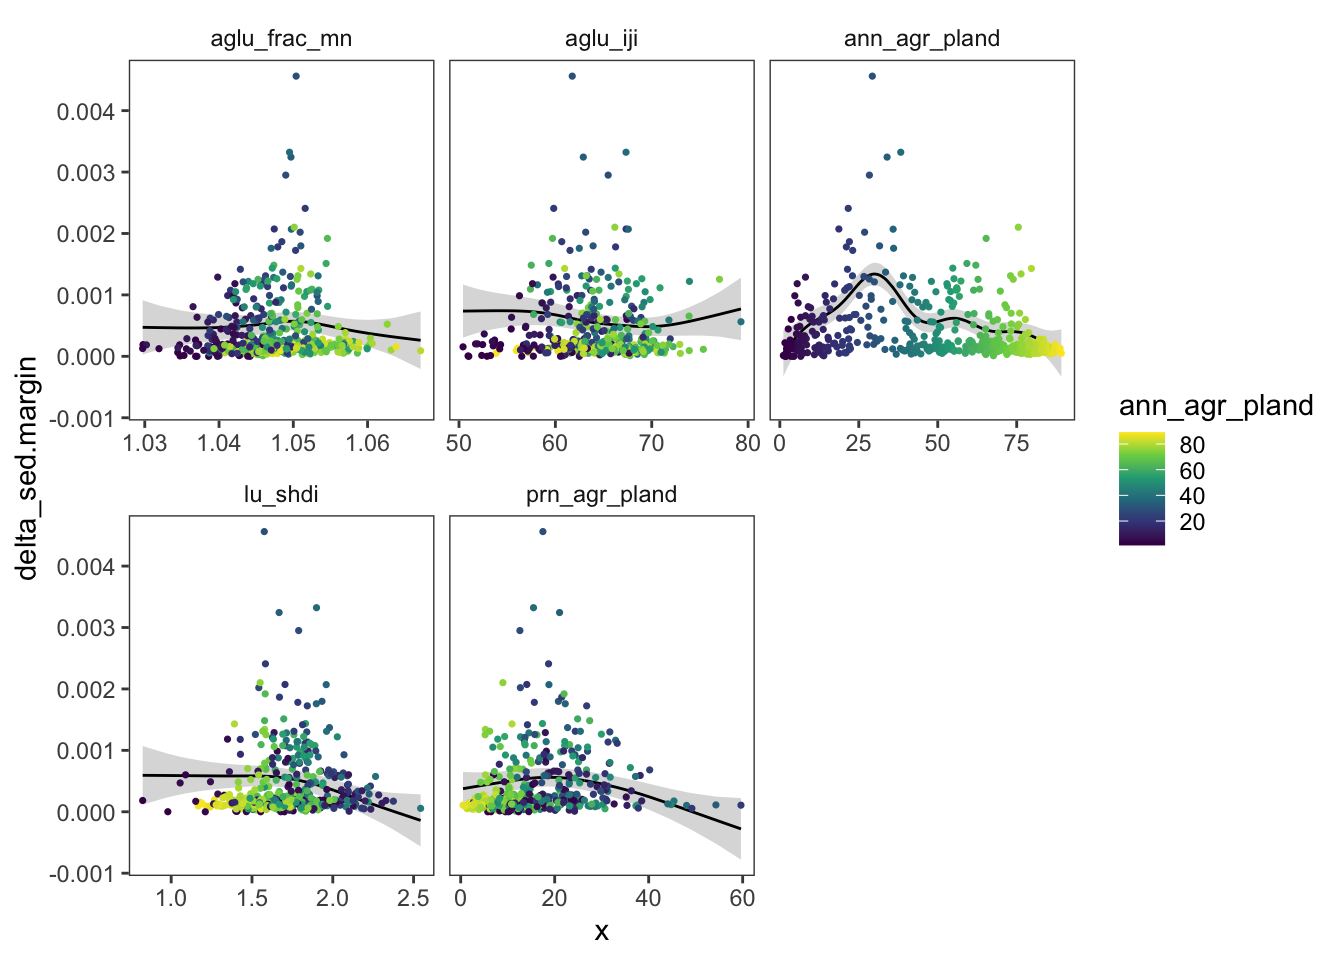 aglu_frac_mn aglu_iji ann_agr_pland
0.004
0.003
0.002
0.001
0.000
-0.001
1.03 1.04 1.05 1.06 50 60 70 80 0 25 50 75
delta_sed.margin
ann_agr_pland
80
60
40
20
lu_shdi prn_agr_pland
0.004
0.003
0.002
0.001
0.000
-0.001
1.0 1.5 2.0 2.5 0 20 40 60
x